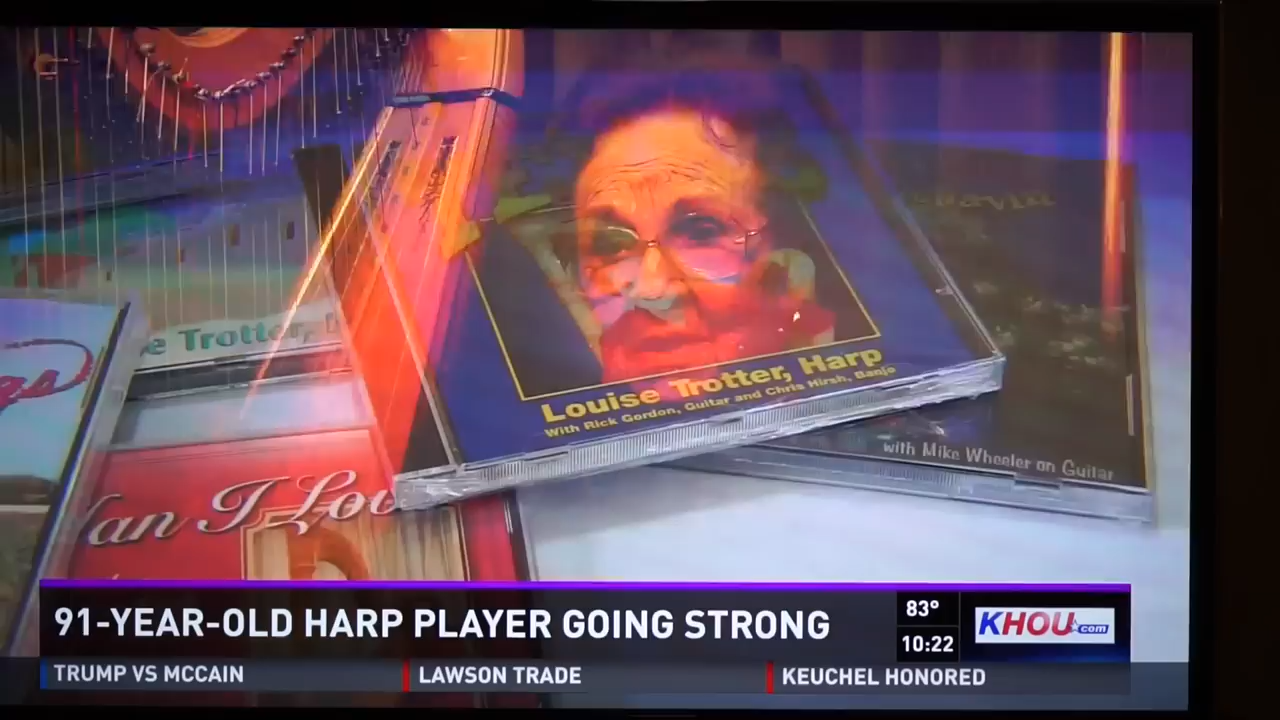 e Trotter,
gs
Louise Trotter, Harp
With Rick Gordon, Guitar and Chris Hirsh, Banjo
with Mike Wheeler on Guitar
an I Lov
91-YEAR-OLD HARP PLAYER GOING STRONG
83°
10:22
KHOU.com
TRUMP VS MCCAIN
LAWSON TRADE
KEUCHEL HONORED